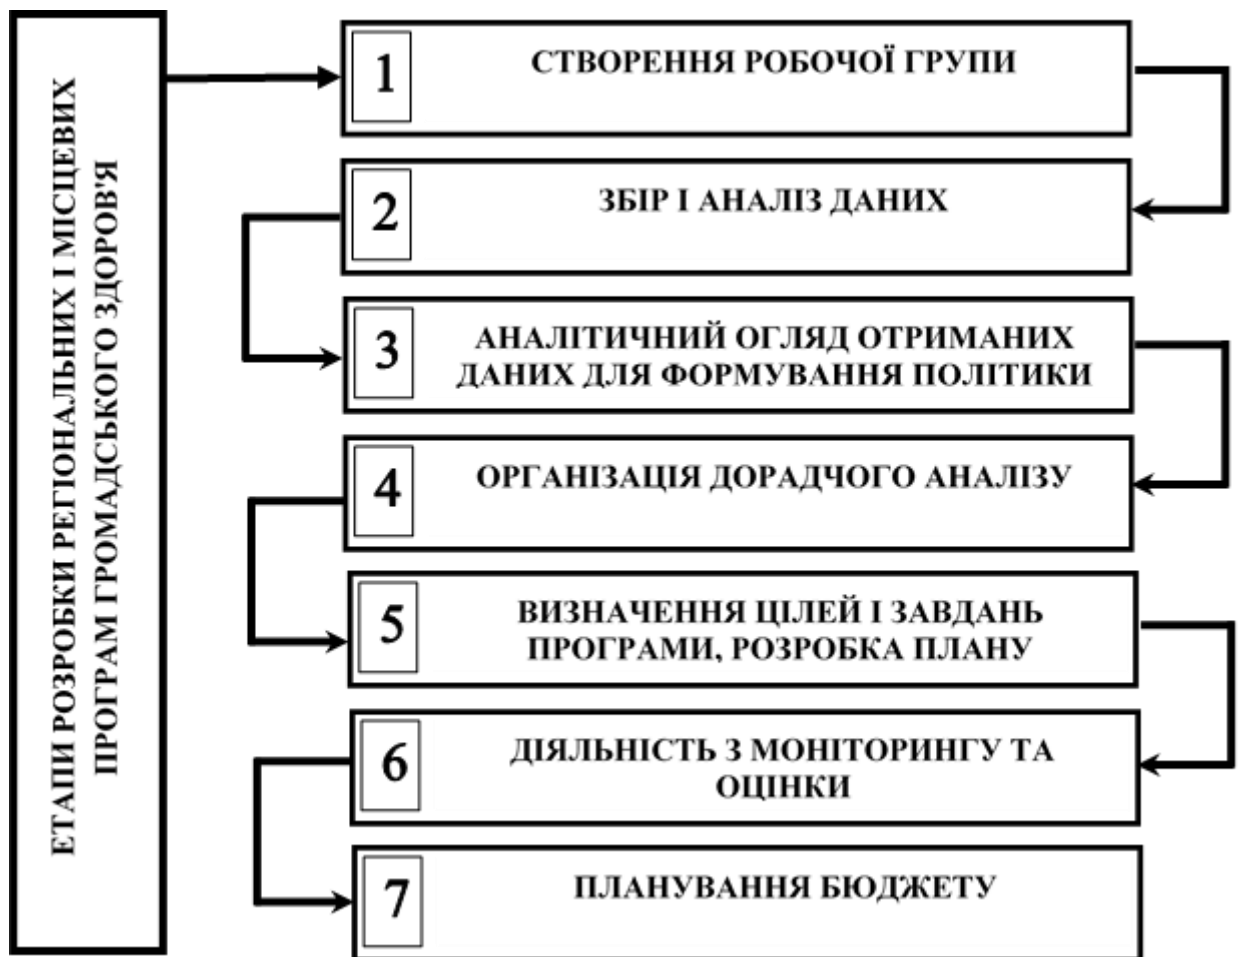 ЕТАПИ РОЗРОБКИ РЕГІОНАЛЬНИХ І МІСЦЕВИХ
ПРОГРАМ ГРОМАДСЬКОГО ЗДОРОВ'Я
1
СТВОРЕННЯ РОБОЧОЇ ГРУПИ
2
ЗБІР І АНАЛІЗ ДАНИХ
3
АНАЛІТИЧНИЙ ОГЛЯД ОТРИМАНИХ
ДАНИХ ДЛЯ ФОРМУВАННЯ ПОЛІТИКИ
4
ОРГАНІЗАЦІЯ ДОРАДЧОГО АНАЛІЗУ
5
ВИЗНАЧЕННЯ ЦІЛЕЙ І ЗАВДАНЬ
ПРОГРАМИ, РОЗРОБКА ПЛАНУ
6
ДІЯЛЬНІСТЬ З МОНІТОРИНГУ ТА
ОЦІНКИ
7
ПЛАНУВАННЯ БЮДЖЕТУ